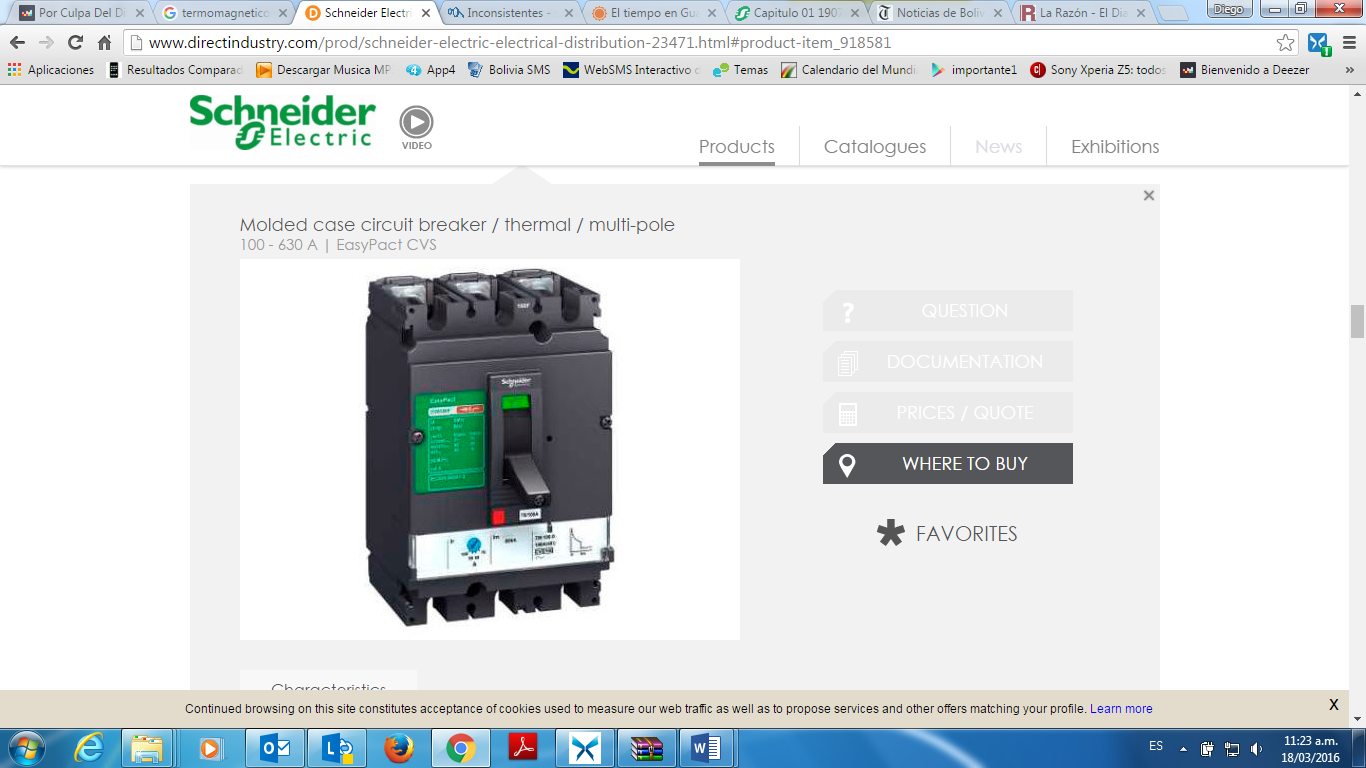 Por Culpa Del Di
termomagnetico
Schneider Electr
Inconsistentes -
El tiempo en Gua
Capitulo 01 1907
Noticias de Boliv
La Razón - El Dia
Diego
www.directindustry.com/prod/schneider-electric-electrical-distribution-23471.html#product-item_918581
Aplicaciones
Resultados Comparad
Descargar Musica MP
App4
Bolivia SMS
WebSMS Interactivo d
Temas
Calendario del Mundi
importante1
Sony Xperia Z5: todos
Bienvenido a Deezer
»
Schneider
Electric
VIDEO
Products
Catalogues
News
Exhibitions
Molded case circuit breaker / thermal / multi-pole
100 - 630 A | EasyPact CVS
Schneider
EasyPact
? QUESTION
DOCUMENTATION
PRICES / QUOTE
WHERE TO BUY
FAVORITES
Characteristics
Continued browsing on this site constitutes acceptance of cookies used to measure our web traffic as well as to propose services and other offers matching your profile. Learn more
X
ES
11:23 a.m.
18/03/2016